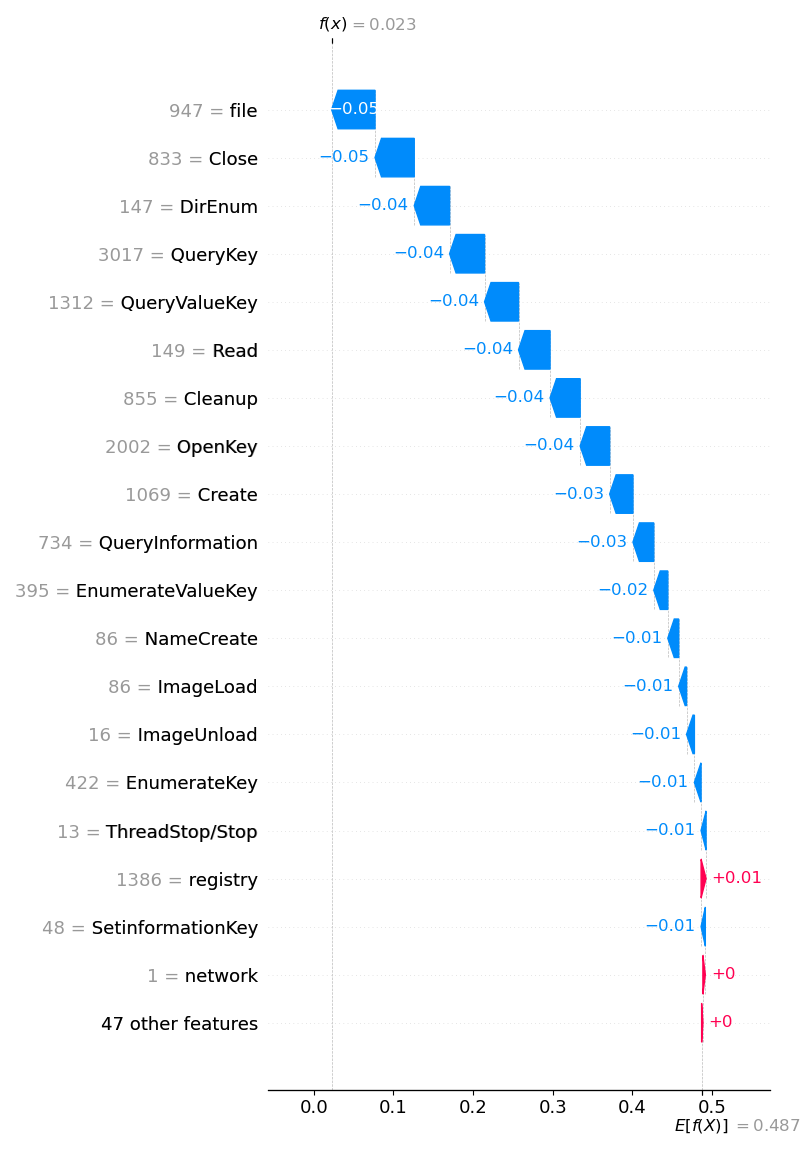 f(x) = 0.023
947 = file −0.05
833 = Close −0.05
147 = DirEnum −0.04
3017 = QueryKey −0.04
1312 = QueryValueKey −0.04
149 = Read −0.04
855 = Cleanup −0.04
2002 = OpenKey −0.04
1069 = Create −0.03
734 = QueryInformation −0.03
395 = EnumerateValueKey −0.02
86 = NameCreate −0.01
86 = ImageLoad −0.01
16 = ImageUnload −0.01
422 = EnumerateKey −0.01
13 = ThreadStop/Stop −0.01
1386 = registry +0.01
48 = SetinformationKey −0.01
1 = network +0
47 other features +0
0.0 0.1 0.2 0.3 0.4 0.5
E[f(X)] = 0.487